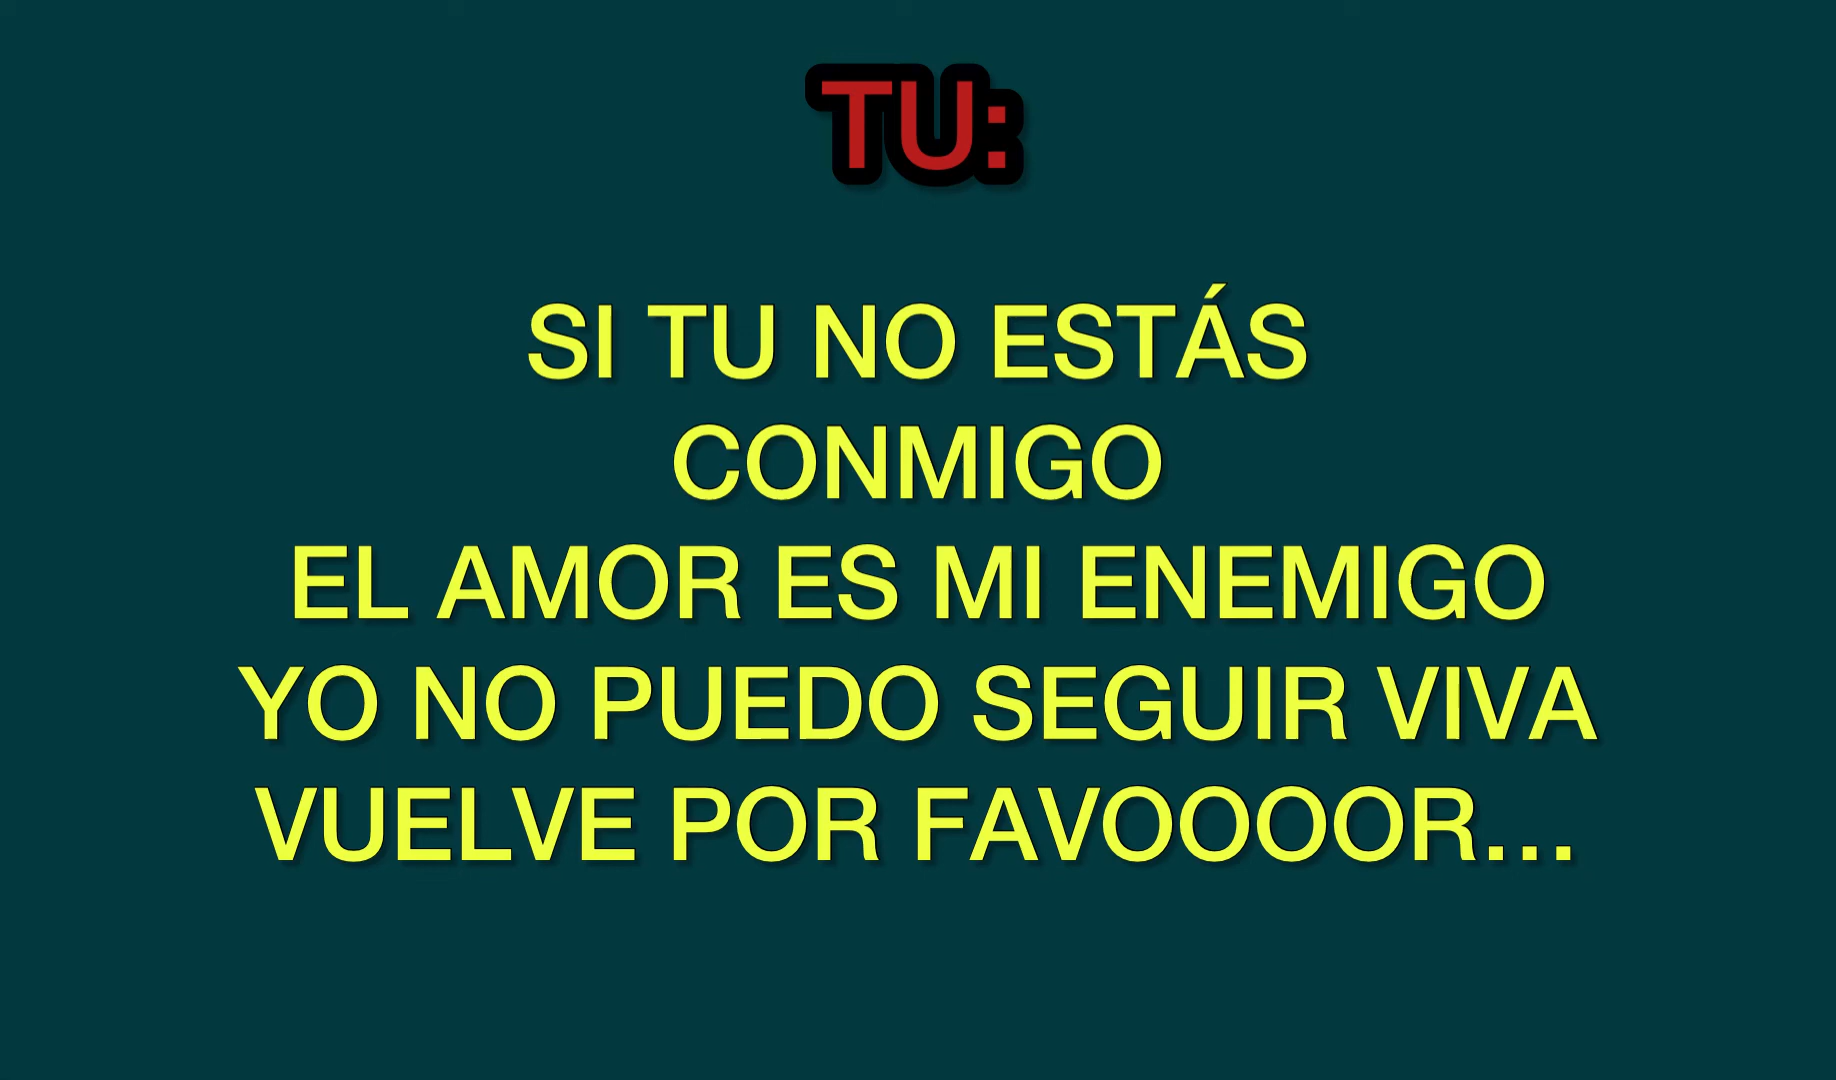 TU:
SI TU NO ESTÁS
CONMIGO
EL AMOR ES MI ENEMIGO
YO NO PUEDO SEGUIR VIVA
VUELVE POR FAVOOOOR...